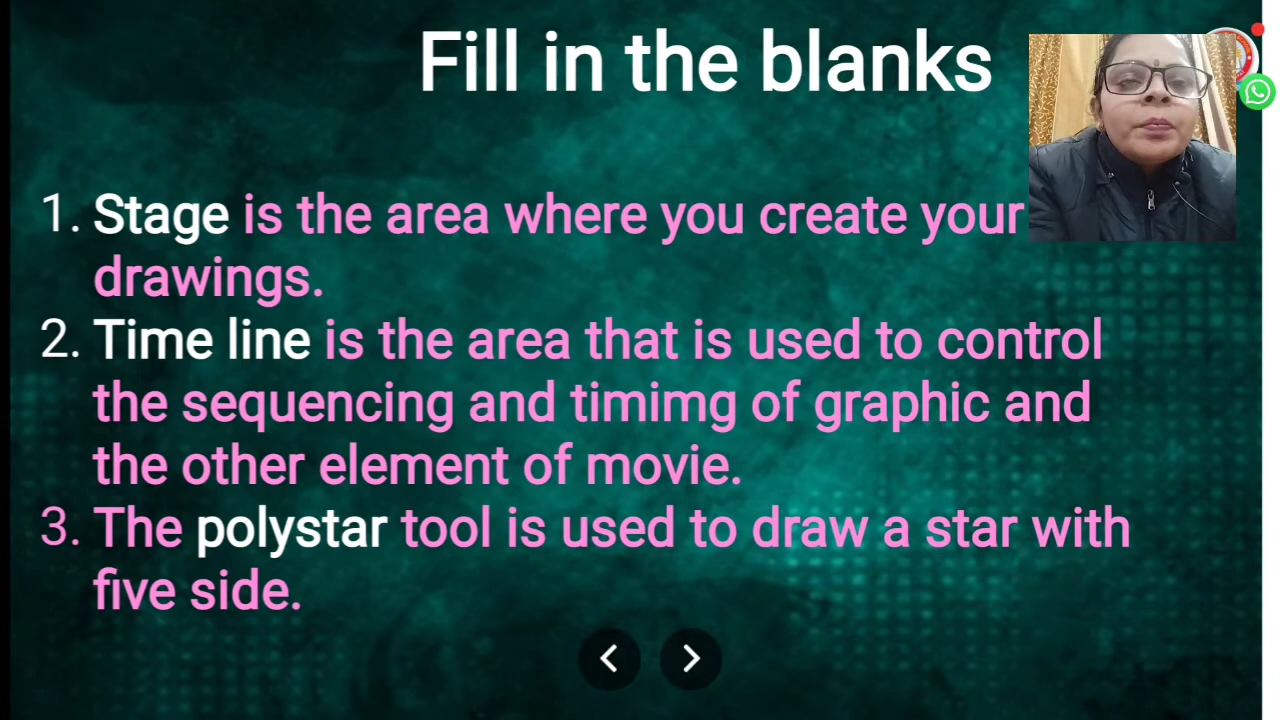 Fill in the blanks
1. Stage is the area where you create your
drawings.
2. Time line is the area that is used to control
the sequencing and timimg of graphic and
the other element of movie.
3. The polystar tool is used to draw a star with
five side.